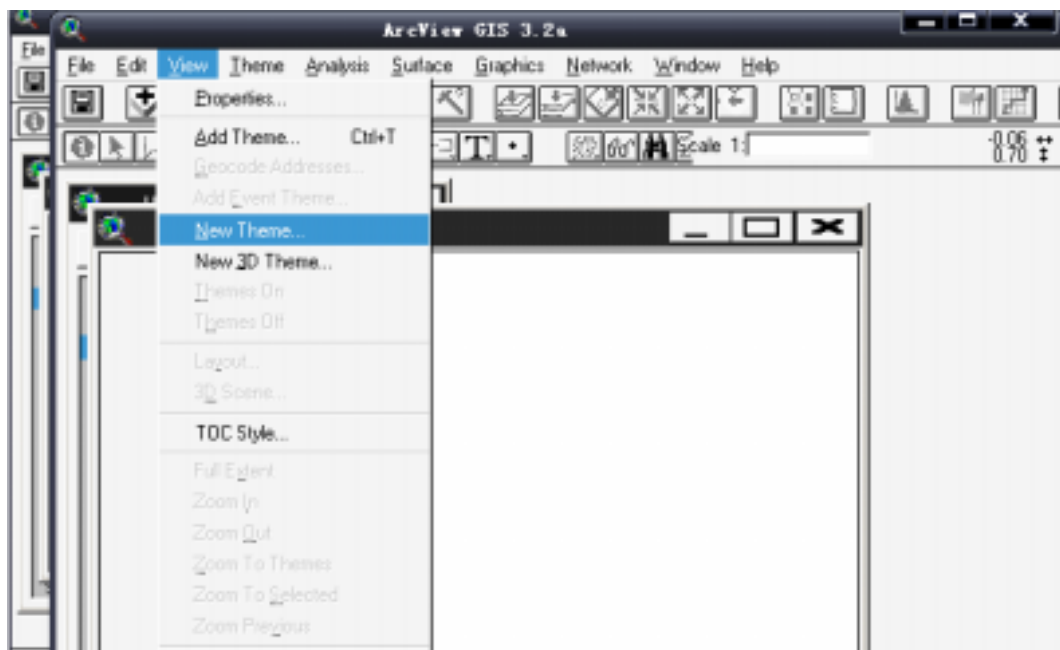 ArcView GIS 3.2a
File
File Edit View Theme Analysis Surface Graphics Network Window Help
Properties...
Add Theme... Ctrl+T
Geocode Addresses...
Add Event Theme...
New Theme...
New 3D Theme...
Themes On
Themes Off
Layout...
3D Scene...
TOC Style...
Full Extent
Zoom In
Zoom Out
Zoom To Themes
Zoom To Selected
Zoom Previous
T
Scale 1: